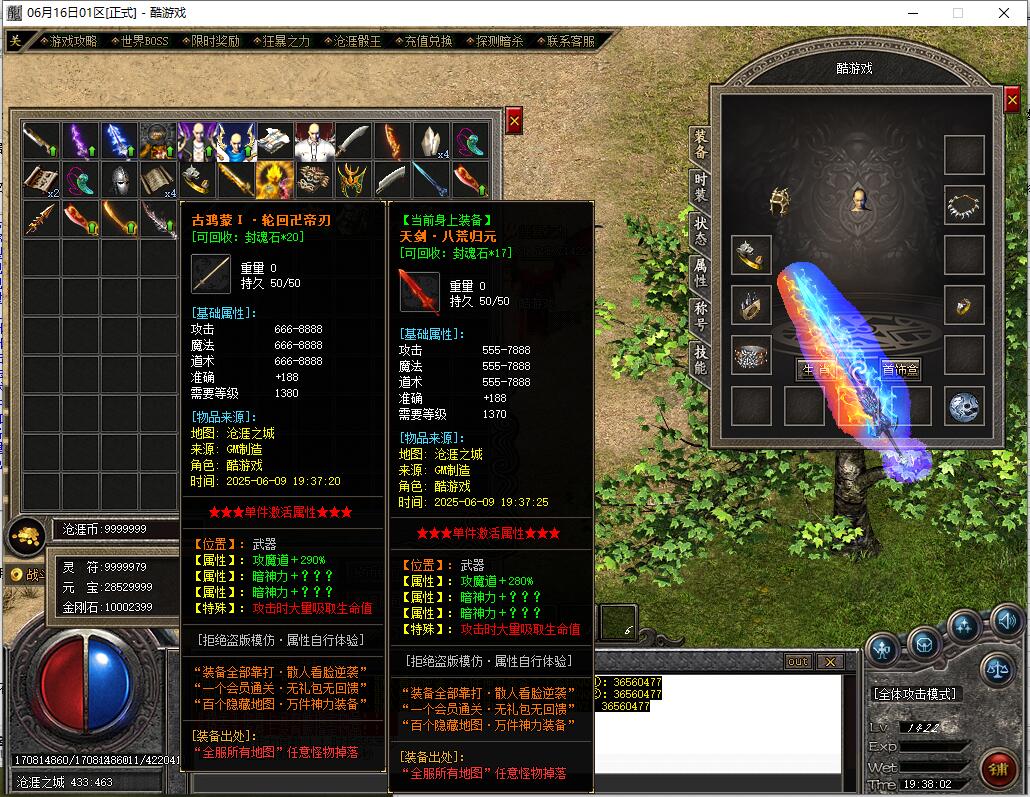 06月16日01区[正式] - 酷游戏
关 游戏攻略 世界BOSS 限时奖励 狂暴之力 沧涯骰王 充值兑换 探测暗杀 联系客服
酷游戏
装备
时装
状态
属性
称号
技能
首饰盒
x4
x2
x4
古鸿蒙Ⅰ·轮回卍帝刃
[可回收: 封魂石*20]
重量 0
持久 50/50
[基础属性]:
攻击 666-8888
魔法 666-8888
道术 666-8888
准确 +188
需要等级 1380
[物品来源]:
地图: 沧涯之城
来源: GM制造
角色: 酷游戏
时间: 2025-06-09 19:37:20
★★★单件激活属性★★★
【位置】: 武器
【属性】: 攻魔道+290%
【属性】: 暗神力+???
【属性】: 暗神力+???
【特殊】: 攻击时大量吸取生命值
[拒绝盗版模仿·属性自行体验]
“装备全部靠打·散人看脸逆袭”
“一个会员通关·无礼包无回馈”
“百个隐藏地图·万件神力装备”
[装备出处]:
“全服所有地图”任意怪物掉落
【当前身上装备】
天剑·八荒归元
[可回收: 封魂石*17]
重量 0
持久 50/50
[基础属性]:
攻击 555-7888
魔法 555-7888
道术 555-7888
准确 +188
需要等级 1370
[物品来源]:
地图: 沧涯之城
来源: GM制造
角色: 酷游戏
时间: 2025-06-09 19:37:25
★★★单件激活属性★★★
【位置】: 武器
【属性】: 攻魔道+280%
【属性】: 暗神力+???
【属性】: 暗神力+???
【特殊】: 攻击时大量吸取生命值
[拒绝盗版模仿·属性自行体验]
“装备全部靠打·散人看脸逆袭”
“一个会员通关·无礼包无回馈”
“百个隐藏地图·万件神力装备”
[装备出处]:
“全服所有地图”任意怪物掉落
沧涯币:9999999
灵 符:9999979
元 宝:28529999
金刚石:10002399
沧涯之城 433:463
6
out
: 36560477
: 36560477
36560477
[全体攻击模式]
Lv 1422
Exp
Wet
Time 19:38:02